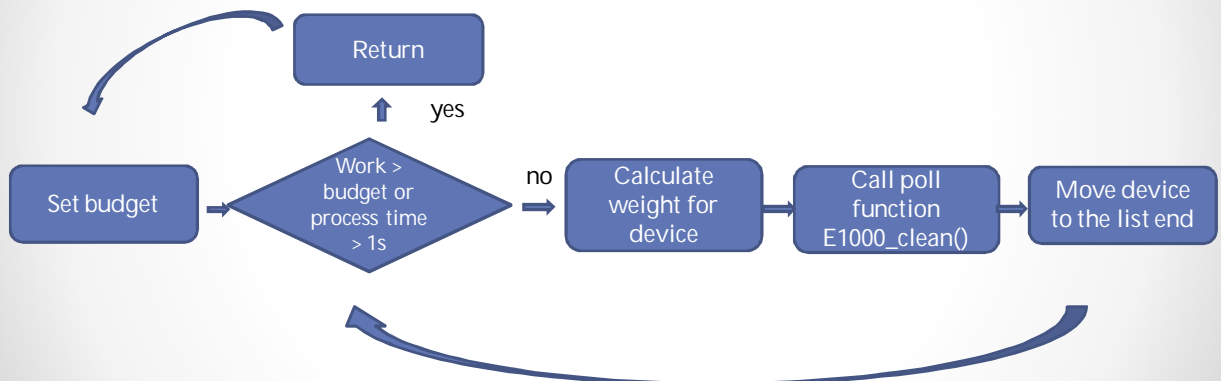 Return
yes
Set budget
Work >
budget or
process time
> 1s
no
Calculate
weight for
device
Call poll
function
E1000_clean()
Move device
to the list end